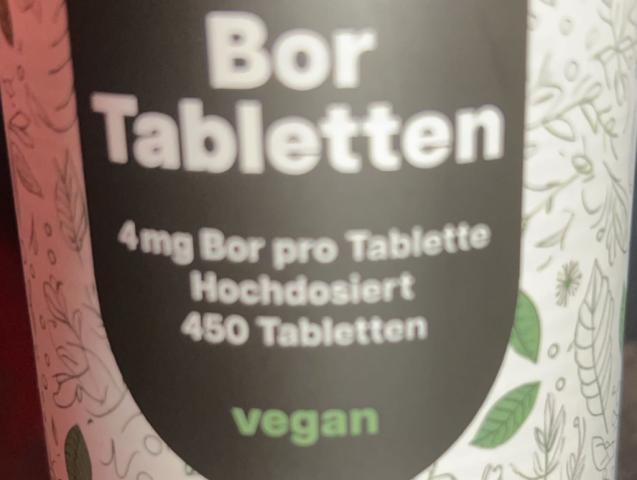 Bor
Tabletten
4mg Bor pro Tablette
Hochdosiert
450 Tabletten
vegan